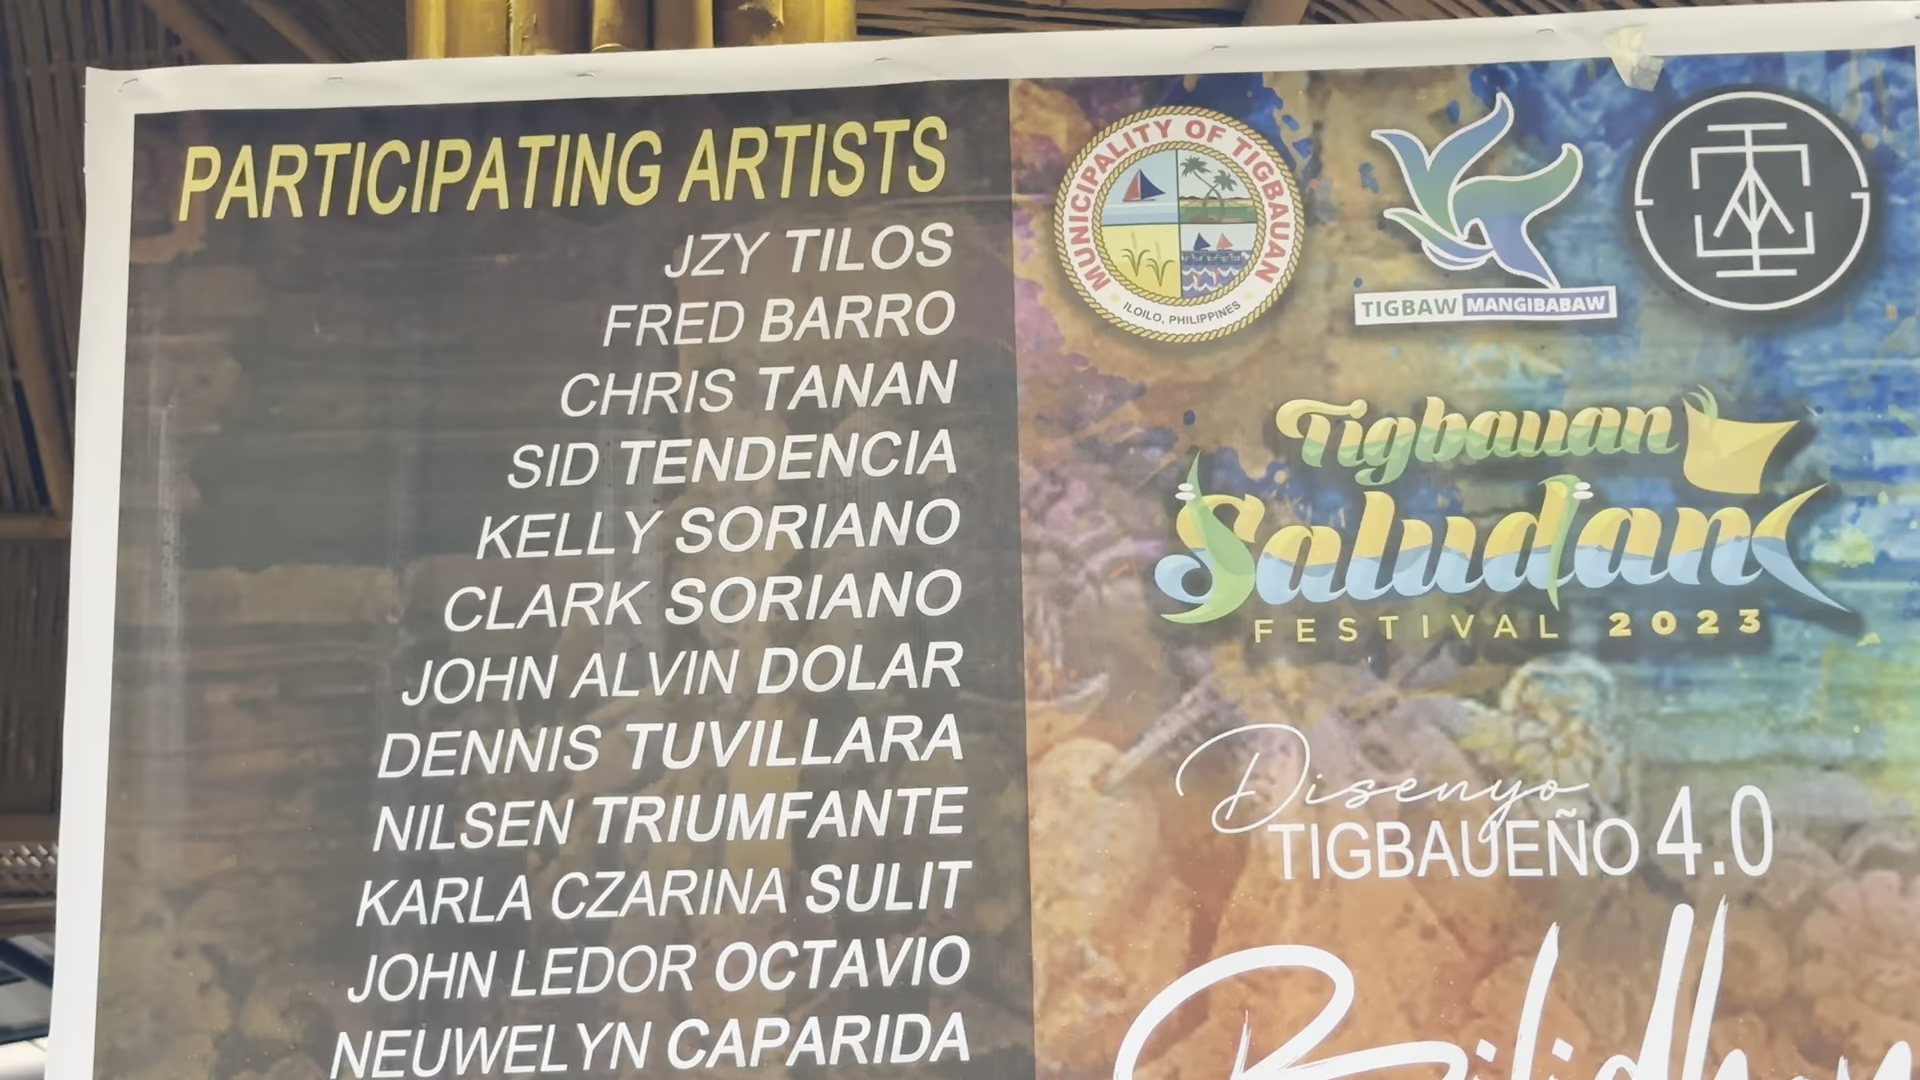 PARTICIPATING ARTISTS
JZY TILOS
FRED BARRO
CHRIS TANAN
SID TENDENCIA
KELLY SORIANO
CLARK SORIANO
JOHN ALVIN DOLAR
DENNIS TUVILLARA
NILSEN TRIUMFANTE
KARLA CZARINA SULIT
JOHN LEDOR OCTAVIO
NEUWELYN CAPARIDA
MUNICIPALITY OF TIGBAUAN
ILOILO, PHILIPPINES
TIGBAW MANGIBABAW
Tigbauan
Saludan
FESTIVAL 2023
Disenyo
TIGBAUEÑO 4.0